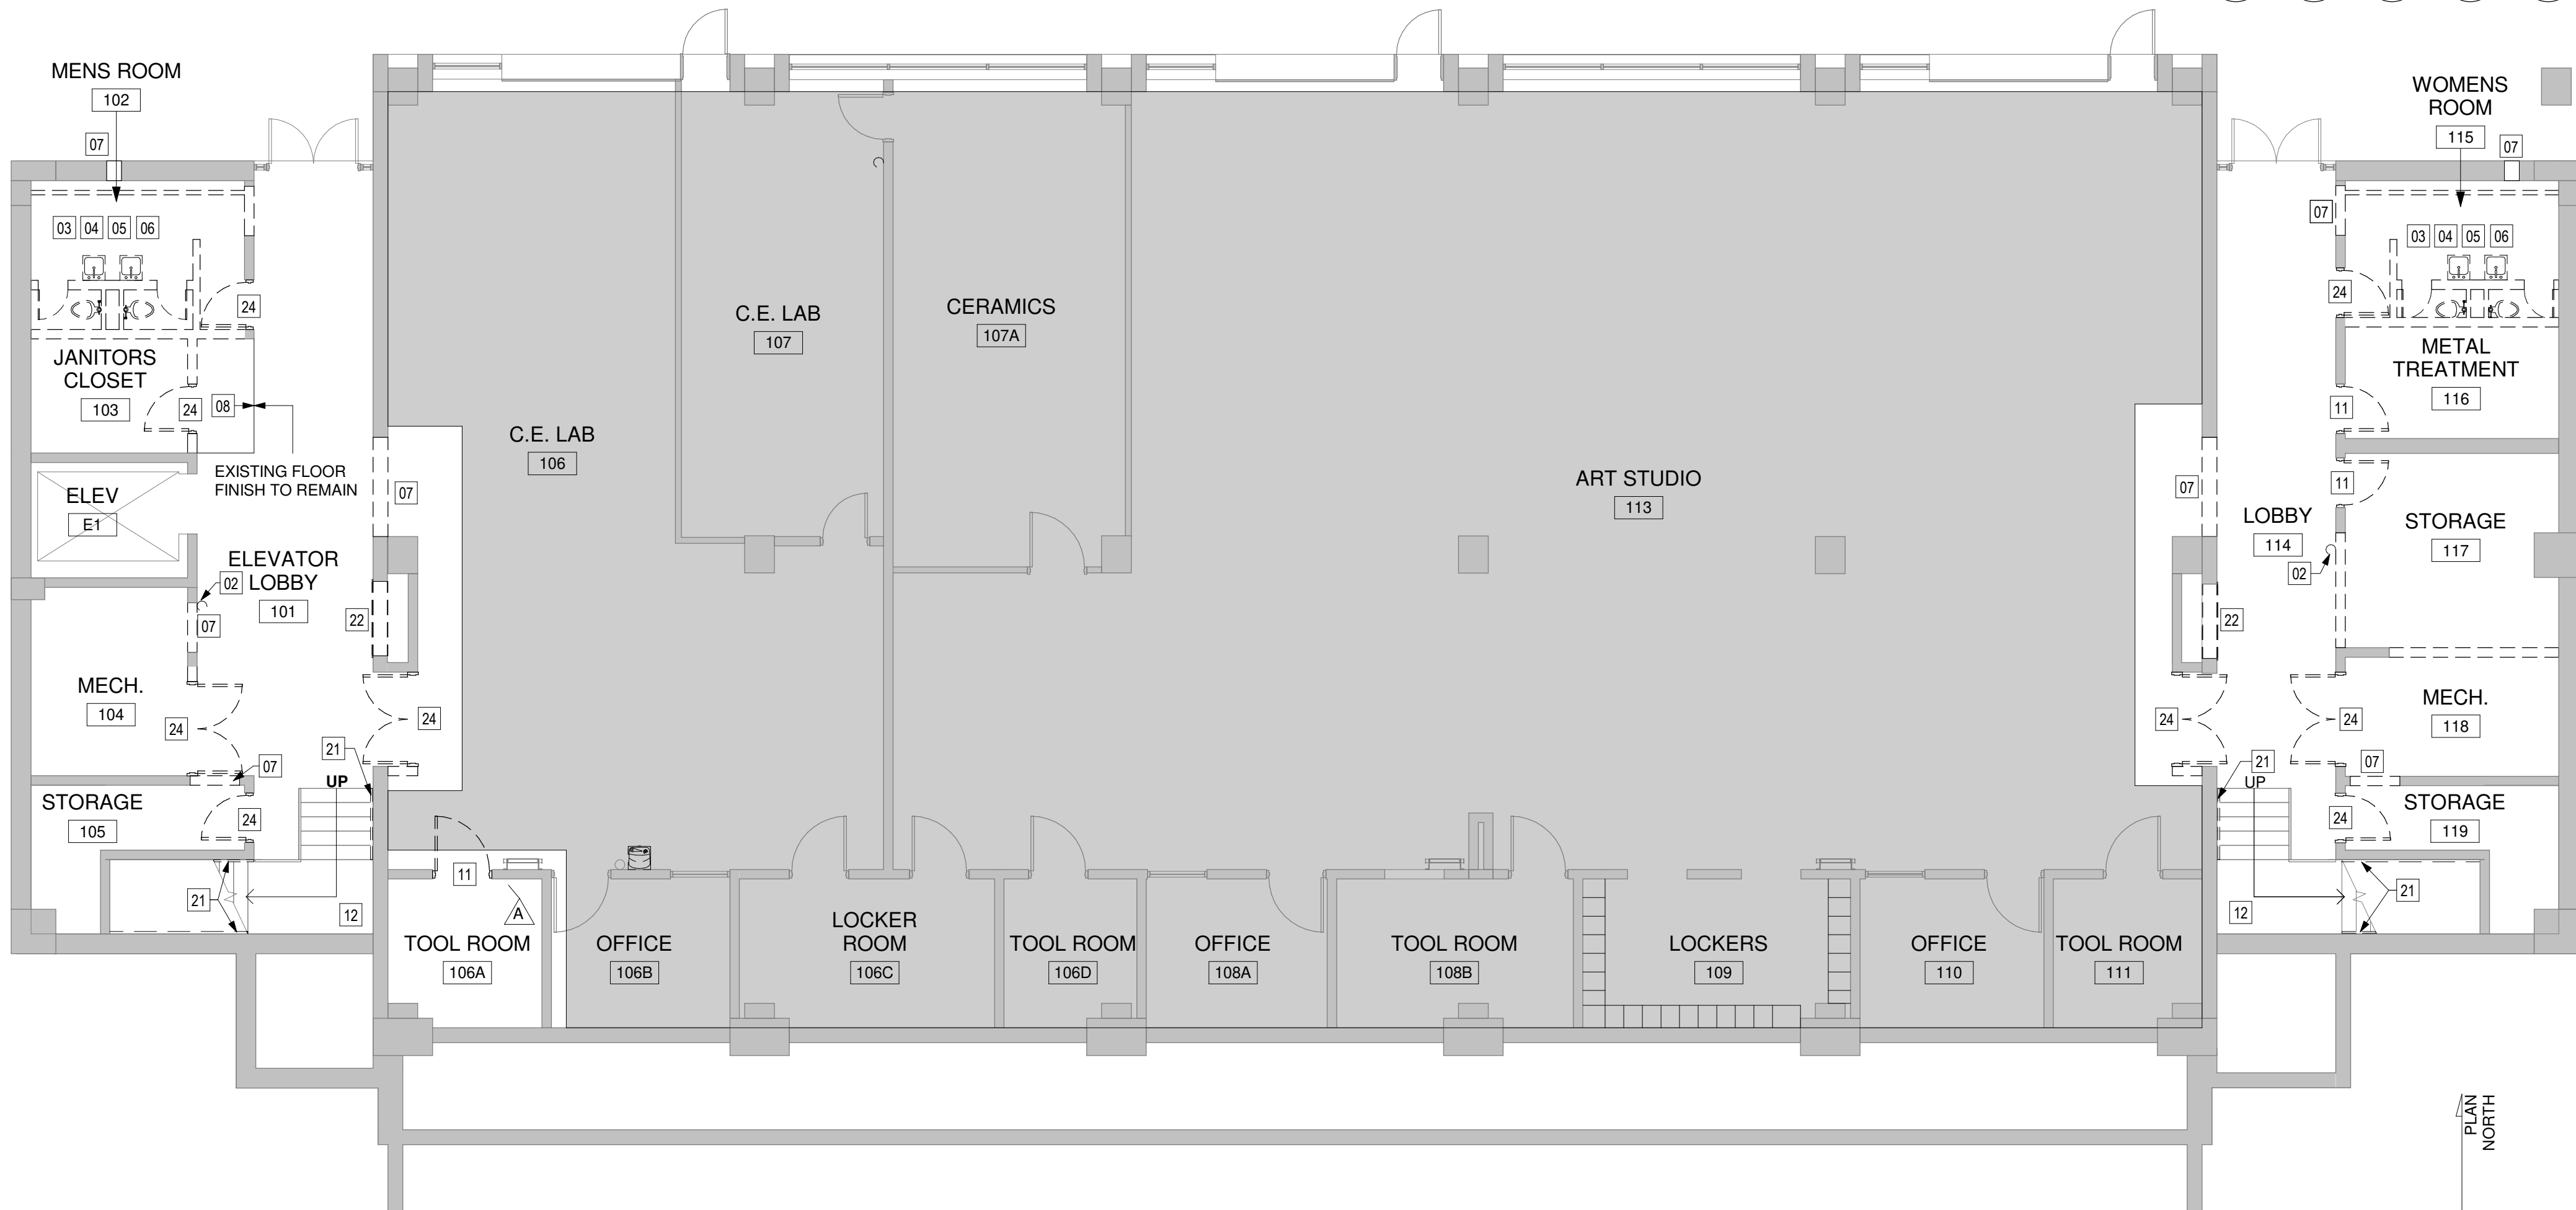 MENS ROOM
102
07
03 04 05 06
24
JANITORS
CLOSET
103
24
08
EXISTING FLOOR
FINISH TO REMAIN
ELEV
E1
ELEVATOR
LOBBY
101
02
07
07
22
MECH.
104
24
24
21
07
UP
STORAGE
105
24
21
12
C.E. LAB
106
C.E. LAB
107
CERAMICS
107A
ART STUDIO
113
11
A
TOOL ROOM
106A
OFFICE
106B
LOCKER
ROOM
106C
TOOL ROOM
106D
OFFICE
108A
TOOL ROOM
108B
LOCKERS
109
OFFICE
110
TOOL ROOM
111
WOMENS
ROOM
115
07
07
03 04 05 06
24
METAL
TREATMENT
116
11
11
07
LOBBY
114
02
STORAGE
117
22
MECH.
118
24
24
21
07
UP
STORAGE
119
24
21
12
PLAN
NORTH